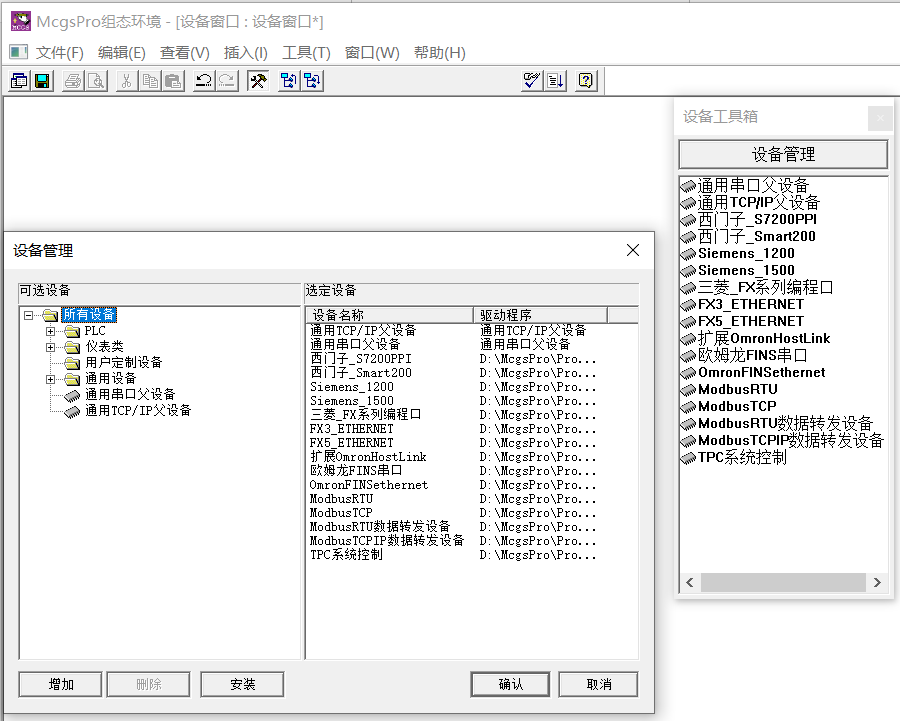 McgsPro组态环境 - [设备窗口 : 设备窗口*]
文件(F) 编辑(E) 查看(V) 插入(I) 工具(T) 窗口(W) 帮助(H)
设备工具箱
设备管理
通用串口父设备
通用TCP/IP父设备
西门子_S7200PPI
西门子_Smart200
Siemens_1200
Siemens_1500
三菱_FX系列编程口
FX3_ETHERNET
FX5_ETHERNET
扩展OmronHostLink
欧姆龙FINS串口
OmronFINSethernet
ModbusRTU
ModbusTCP
ModbusRTU数据转发设备
ModbusTCPIP数据转发设备
TPC系统控制
设备管理
可选设备
所有设备
PLC
仪表类
用户定制设备
通用设备
通用串口父设备
通用TCP/IP父设备
选定设备
设备名称 驱动程序
通用TCP/IP父设备 通用TCP/IP父设备
通用串口父设备 通用串口父设备
西门子_S7200PPI D:\McgsPro\Pro...
西门子_Smart200 D:\McgsPro\Pro...
Siemens_1200 D:\McgsPro\Pro...
Siemens_1500 D:\McgsPro\Pro...
三菱_FX系列编程口 D:\McgsPro\Pro...
FX3_ETHERNET D:\McgsPro\Pro...
FX5_ETHERNET D:\McgsPro\Pro...
扩展OmronHostLink D:\McgsPro\Pro...
欧姆龙FINS串口 D:\McgsPro\Pro...
OmronFINSethernet D:\McgsPro\Pro...
ModbusRTU D:\McgsPro\Pro...
ModbusTCP D:\McgsPro\Pro...
ModbusRTU数据转发设备 D:\McgsPro\Pro...
ModbusTCPIP数据转发设备 D:\McgsPro\Pro...
TPC系统控制 D:\McgsPro\Pro...
增加 删除 安装 确认 取消